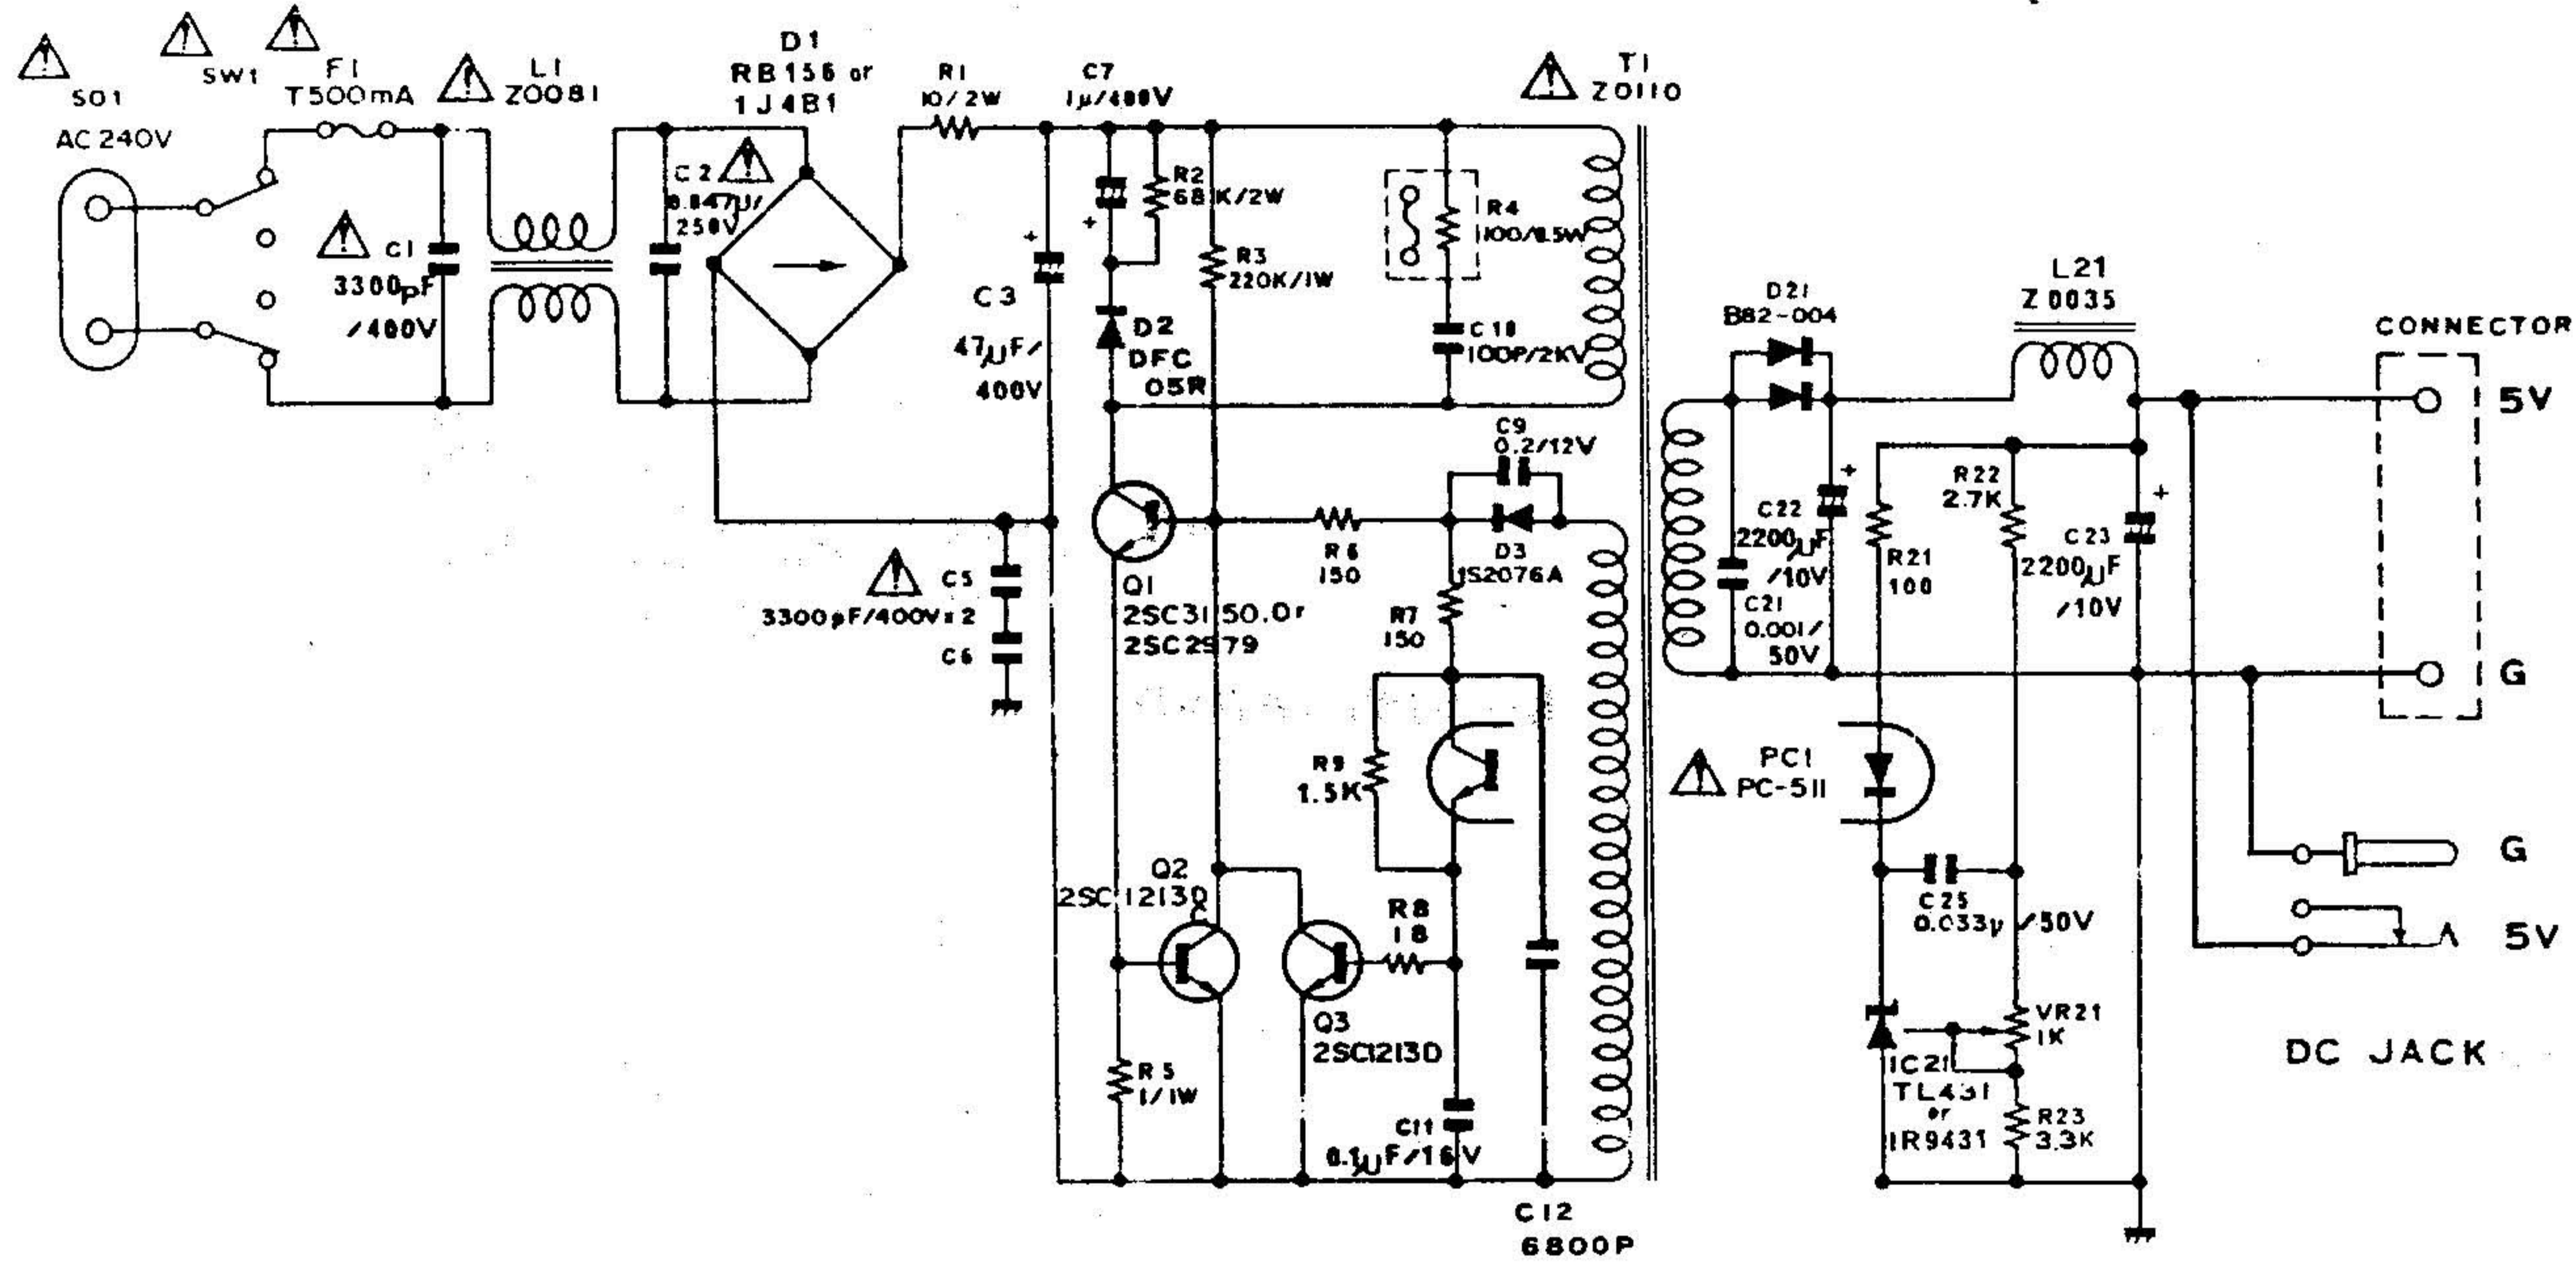 SO1
AC 240V
SW1
F1
T500mA
L1
Z0081
D1
RB156 or
1J4B1
R1
10/2W
C7
1µ/400V
T1
Z0110
C1
3300pF
/400V
C2
0.047µ/
250V
R2
68K/2W
R3
220K/1W
R4
100/0.5W
C10
100P/2KV
C3
47µF/
400V
D2
DFC
05R
C9
0.2/12V
D3
1S2076A
R6
150
R7
150
C5
3300pF/400V x 2
C6
Q1
2SC3150.Or
2SC2979
R9
1.5K
Q2
2SC1213D
C
R8
18
Q3
2SC1213D
R5
1/1W
C11
0.1µF/16V
C12
6800P
D21
B82-004
L21
Z0035
CONNECTOR
5V
G
R22
2.7K
C22
2200µF
/10V
R21
100
C23
2200µF
/10V
C21
0.001/
50V
PC1
PC-511
C25
0.033µ/50V
VR21
1K
IC21
TL431
or
IR9431
R23
3.3K
G
5V
DC JACK